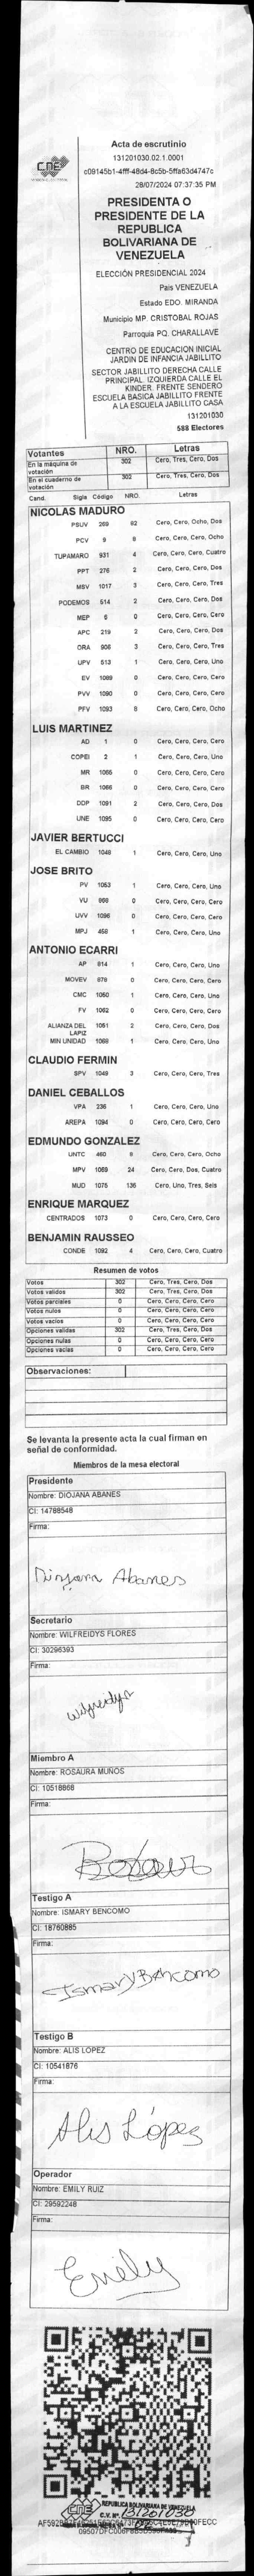 Acta de escrutinio
131201030.02.1.0001
c09145b1-4fff-48d4-8c5b-5ffa63d4747c
28/07/2024 07:37:35 PM
CNE
PRESIDENTA O
PRESIDENTE DE LA
REPUBLICA
BOLIVARIANA DE
VENEZUELA
ELECCIÓN PRESIDENCIAL 2024
País VENEZUELA
Estado EDO. MIRANDA
Municipio MP. CRISTOBAL ROJAS
Parroquia PQ. CHARALLAVE
CENTRO DE EDUCACION INICIAL
JARDIN DE INFANCIA JABILLITO
SECTOR JABILLITO DERECHA CALLE
PRINCIPAL. IZQUIERDA CALLE EL
KINDER. FRENTE SENDERO
ESCUELA BASICA JABILLITO FRENTE
A LA ESCUELA JABILLITO CASA
131201030
588 Electores
Votantes NRO. Letras
En la máquina de votación 302 Cero, Tres, Cero, Dos
En el cuaderno de votación 302 Cero, Tres, Cero, Dos
Cand. Sigla Código NRO. Letras
NICOLAS MADURO
PSUV 269 82 Cero, Cero, Ocho, Dos
PCV 9 8 Cero, Cero, Cero, Ocho
TUPAMARO 931 4 Cero, Cero, Cero, Cuatro
PPT 276 2 Cero, Cero, Cero, Dos
MSV 1017 3 Cero, Cero, Cero, Tres
PODEMOS 514 2 Cero, Cero, Cero, Dos
MEP 6 0 Cero, Cero, Cero, Cero
APC 219 2 Cero, Cero, Cero, Dos
ORA 906 3 Cero, Cero, Cero, Tres
UPV 513 1 Cero, Cero, Cero, Uno
EV 1089 0 Cero, Cero, Cero, Cero
PVV 1090 0 Cero, Cero, Cero, Cero
PFV 1093 8 Cero, Cero, Cero, Ocho
LUIS MARTINEZ
AD 1 0 Cero, Cero, Cero, Cero
COPEI 2 1 Cero, Cero, Cero, Uno
MR 1065 0 Cero, Cero, Cero, Cero
BR 1066 0 Cero, Cero, Cero, Cero
DDP 1091 2 Cero, Cero, Cero, Dos
UNE 1095 0 Cero, Cero, Cero, Cero
JAVIER BERTUCCI
EL CAMBIO 1048 1 Cero, Cero, Cero, Uno
JOSE BRITO
PV 1053 1 Cero, Cero, Cero, Uno
VU 969 0 Cero, Cero, Cero, Cero
UVV 1096 0 Cero, Cero, Cero, Cero
MPJ 458 1 Cero, Cero, Cero, Uno
ANTONIO ECARRI
AP 814 1 Cero, Cero, Cero, Uno
MOVEV 878 0 Cero, Cero, Cero, Cero
CMC 1050 1 Cero, Cero, Cero, Uno
FV 1062 0 Cero, Cero, Cero, Cero
ALIANZA DEL LAPIZ 1051 2 Cero, Cero, Cero, Dos
MIN UNIDAD 1068 1 Cero, Cero, Cero, Uno
CLAUDIO FERMIN
SPV 1049 3 Cero, Cero, Cero, Tres
DANIEL CEBALLOS
VPA 236 1 Cero, Cero, Cero, Uno
AREPA 1094 0 Cero, Cero, Cero, Cero
EDMUNDO GONZALEZ
UNTC 460 8 Cero, Cero, Cero, Ocho
MPV 1069 24 Cero, Cero, Dos, Cuatro
MUD 1075 136 Cero, Uno, Tres, Seis
ENRIQUE MARQUEZ
CENTRADOS 1073 0 Cero, Cero, Cero, Cero
BENJAMIN RAUSSEO
CONDE 1092 4 Cero, Cero, Cero, Cuatro
Resumen de votos
Votos 302 Cero, Tres, Cero, Dos
Votos validos 302 Cero, Tres, Cero, Dos
Votos parciales 0 Cero, Cero, Cero, Cero
Votos nulos 0 Cero, Cero, Cero, Cero
Votos vacios 0 Cero, Cero, Cero, Cero
Opciones validas 302 Cero, Tres, Cero, Dos
Opciones nulas 0 Cero, Cero, Cero, Cero
Opciones vacias 0 Cero, Cero, Cero, Cero
Observaciones:
Se levanta la presente acta la cual firman en
señal de conformidad.
Miembros de la mesa electoral
Presidente
Nombre: DIOJANA ABANES
CI: 14788548
Firma:
Diojana Abanes
Secretario
Nombre: WILFREIDYS FLORES
CI: 30296393
Firma:
wilfreidys
Miembro A
Nombre: ROSAURA MUNOS
CI: 10518868
Firma:
Testigo A
Nombre: ISMARY BENCOMO
CI: 18760885
Firma:
Ismary Bencomo
Testigo B
Nombre: ALIS LOPEZ
CI: 10541876
Firma:
Alis López
Operador
Nombre: EMILY RUIZ
CI: 29592248
Firma:
Emily
CNE
REPUBLICA BOLIVARIANA DE VENEZUELA
C.V. Nº 131201030